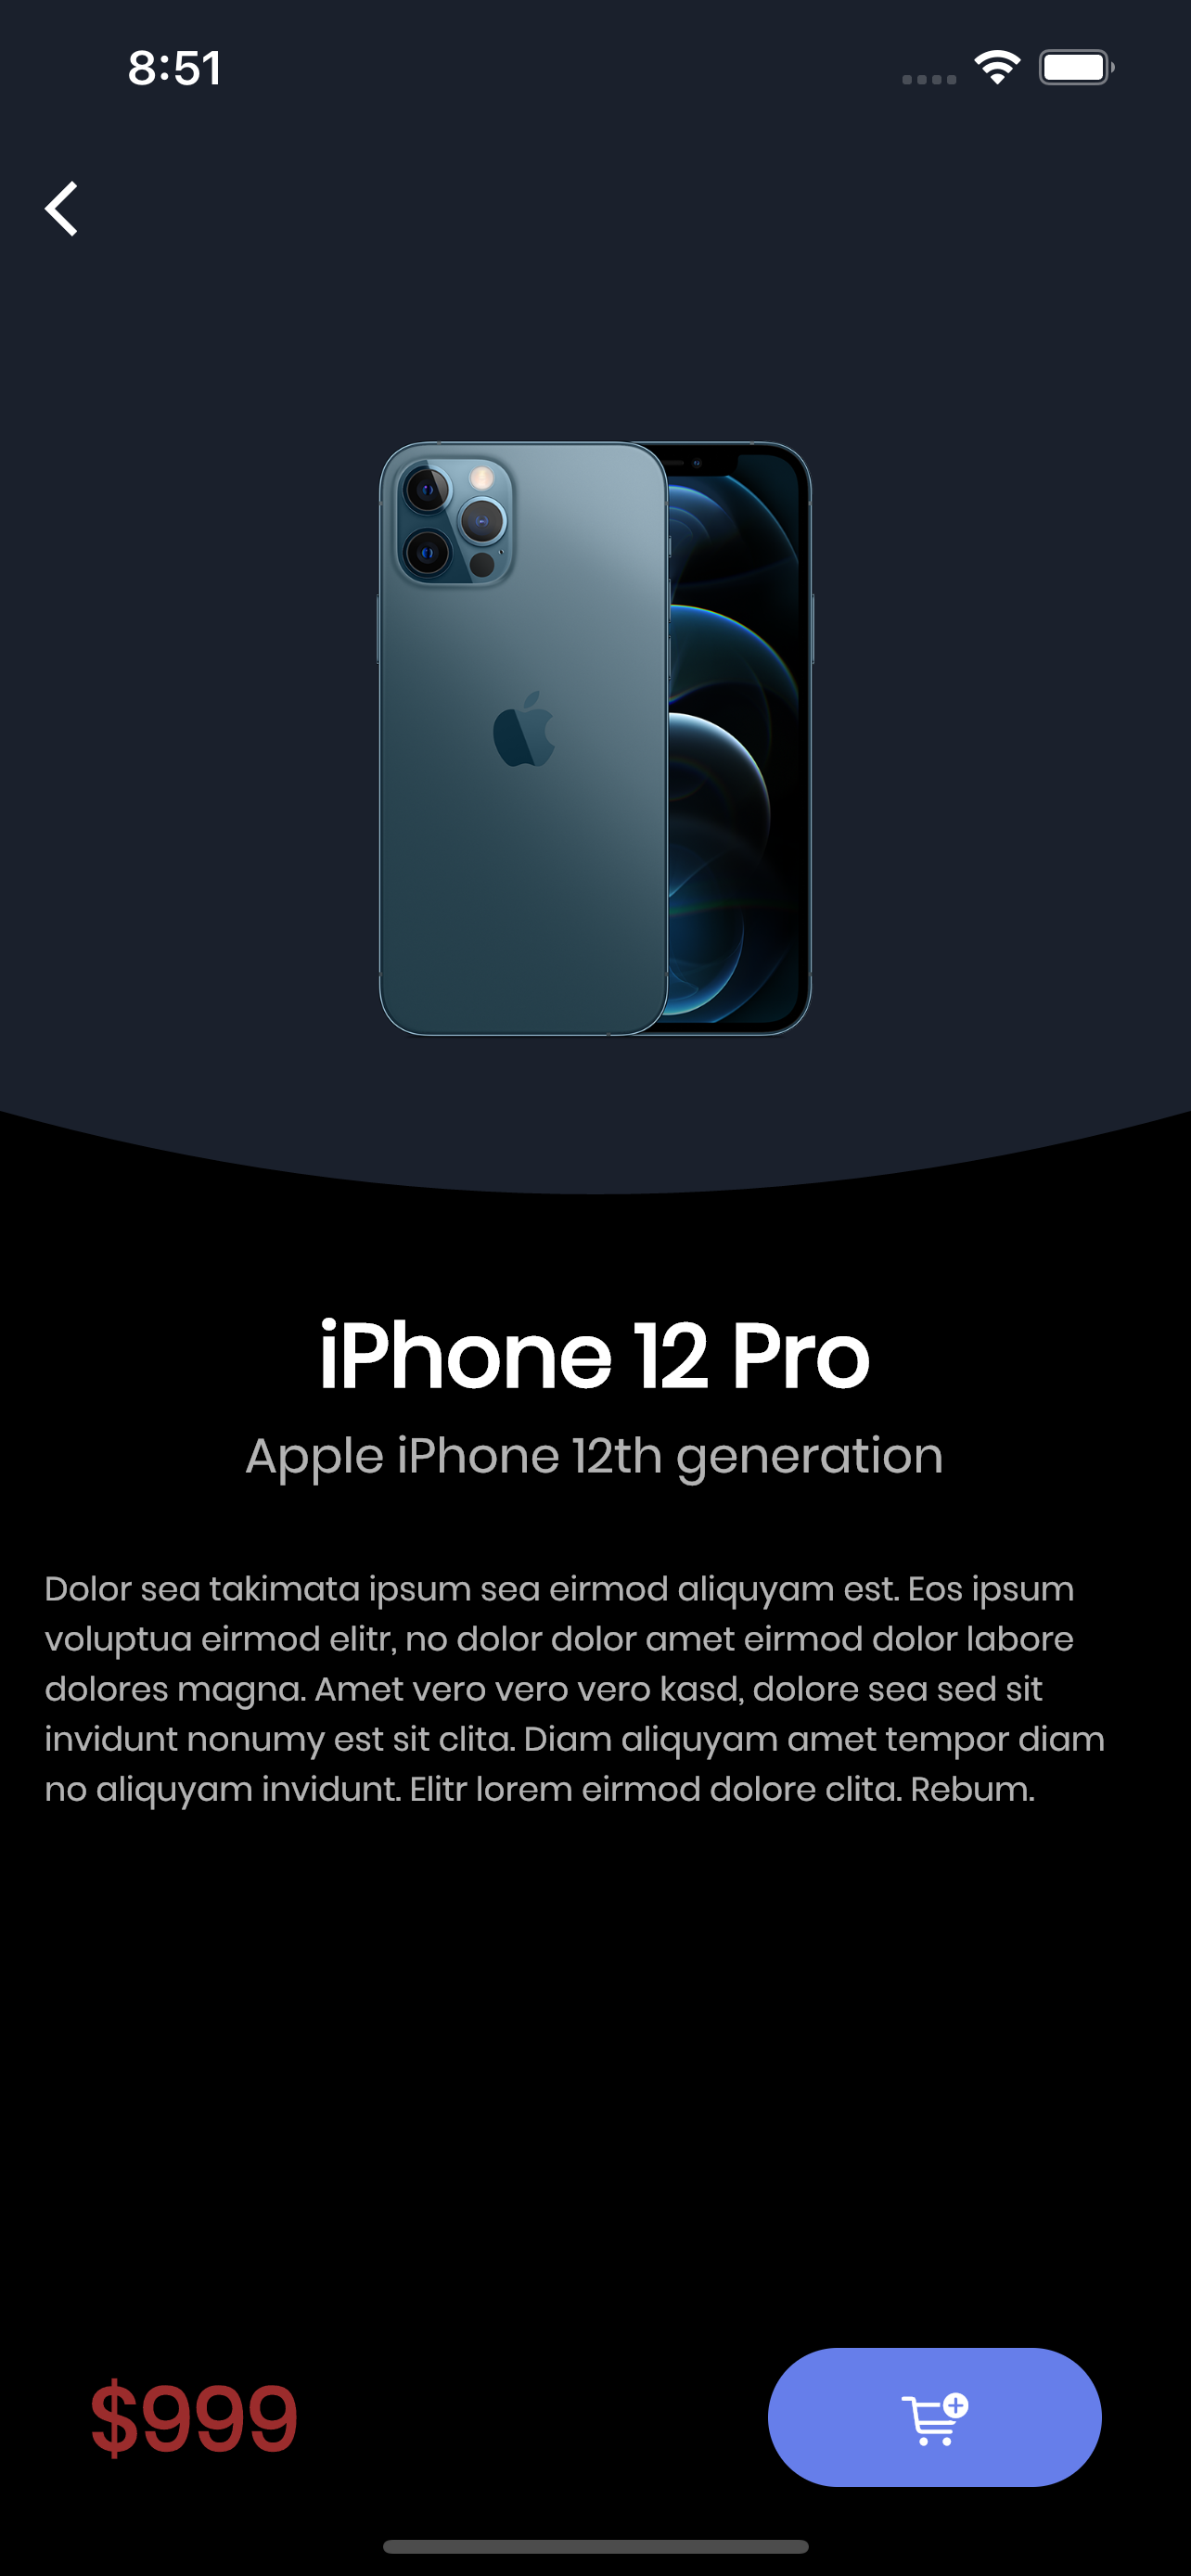 8:51
iPhone 12 Pro
Apple iPhone 12th generation
Dolor sea takimata ipsum sea eirmod aliquyam est. Eos ipsum
voluptua eirmod elitr, no dolor dolor amet eirmod dolor labore
dolores magna. Amet vero vero vero kasd, dolore sea sed sit
invidunt nonumy est sit clita. Diam aliquyam amet tempor diam
no aliquyam invidunt. Elitr lorem eirmod dolore clita. Rebum.
$999